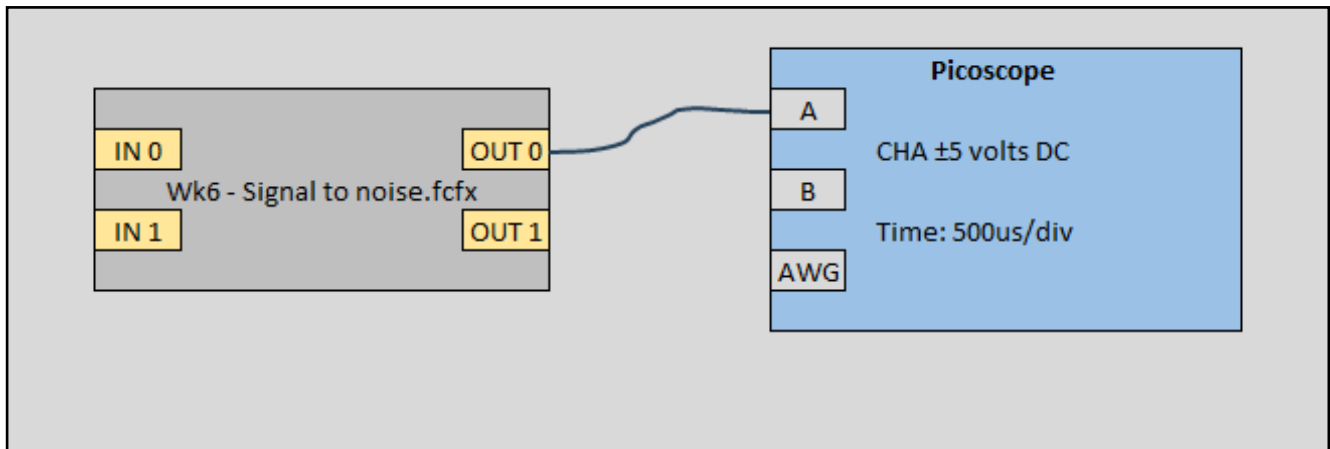 Picoscope
IN 0
OUT 0
Wk6 - Signal to noise.fcfx
IN 1
OUT 1
A
CHA ±5 volts DC
B
Time: 500us/div
AWG